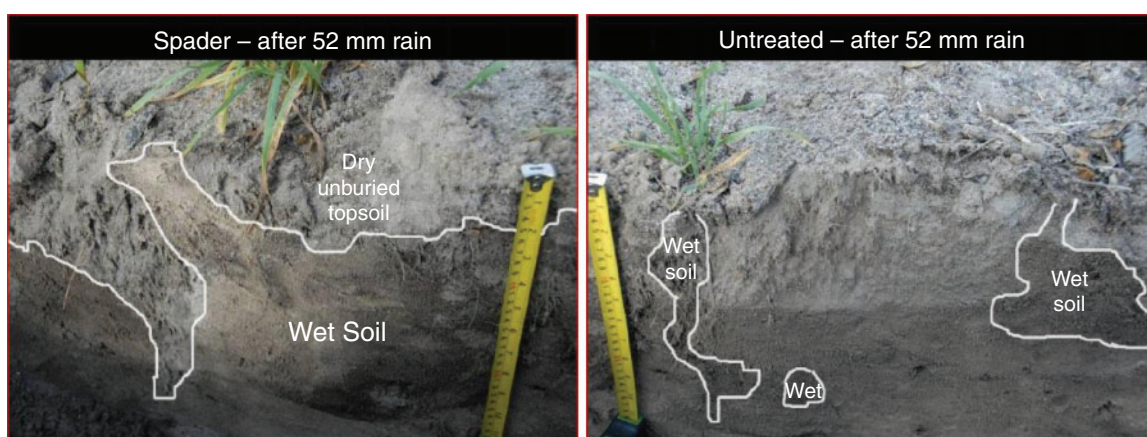 Spader – after 52 mm rain
Untreated – after 52 mm rain
Dry
unburied
topsoil
Wet Soil
Wet
soil
Wet
soil
Wet